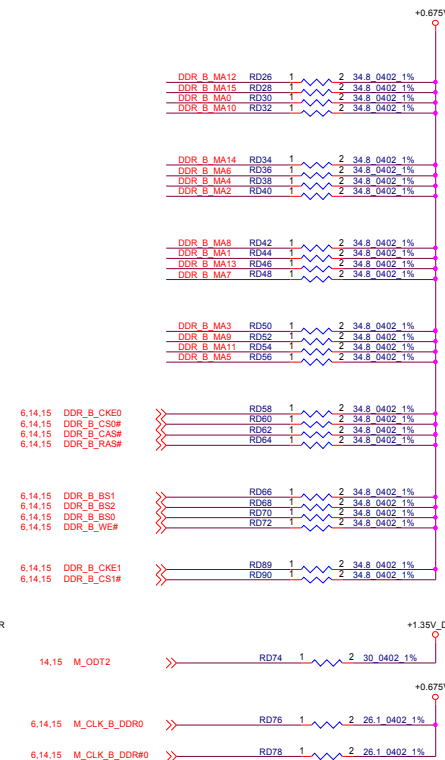 +0.675V
DDR_B_MA12 RD26 1 2 34.8_0402_1%
DDR_B_MA15 RD28 1 2 34.8_0402_1%
DDR_B_MA0 RD30 1 2 34.8_0402_1%
DDR_B_MA10 RD32 1 2 34.8_0402_1%
DDR_B_MA14 RD34 1 2 34.8_0402_1%
DDR_B_MA6 RD36 1 2 34.8_0402_1%
DDR_B_MA4 RD38 1 2 34.8_0402_1%
DDR_B_MA2 RD40 1 2 34.8_0402_1%
DDR_B_MA8 RD42 1 2 34.8_0402_1%
DDR_B_MA1 RD44 1 2 34.8_0402_1%
DDR_B_MA13 RD46 1 2 34.8_0402_1%
DDR_B_MA7 RD48 1 2 34.8_0402_1%
DDR_B_MA3 RD50 1 2 34.8_0402_1%
DDR_B_MA9 RD52 1 2 34.8_0402_1%
DDR_B_MA11 RD54 1 2 34.8_0402_1%
DDR_B_MA5 RD56 1 2 34.8_0402_1%
6,14,15 DDR_B_CKE0 RD58 1 2 34.8_0402_1%
6,14,15 DDR_B_CS0# RD60 1 2 34.8_0402_1%
6,14,15 DDR_B_CAS# RD62 1 2 34.8_0402_1%
6,14,15 DDR_B_RAS# RD64 1 2 34.8_0402_1%
6,14,15 DDR_B_BS1 RD66 1 2 34.8_0402_1%
6,14,15 DDR_B_BS2 RD68 1 2 34.8_0402_1%
6,14,15 DDR_B_BS0 RD70 1 2 34.8_0402_1%
6,14,15 DDR_B_WE# RD72 1 2 34.8_0402_1%
6,14,15 DDR_B_CKE1 RD89 1 2 34.8_0402_1%
6,14,15 DDR_B_CS1# RD90 1 2 34.8_0402_1%
R
+1.35V_D
14,15 M_ODT2 RD74 1 2 30_0402_1%
+0.675V
6,14,15 M_CLK_B_DDR0 RD76 1 2 26.1_0402_1%
6,14,15 M_CLK_B_DDR#0 RD78 1 2 26.1_0402_1%